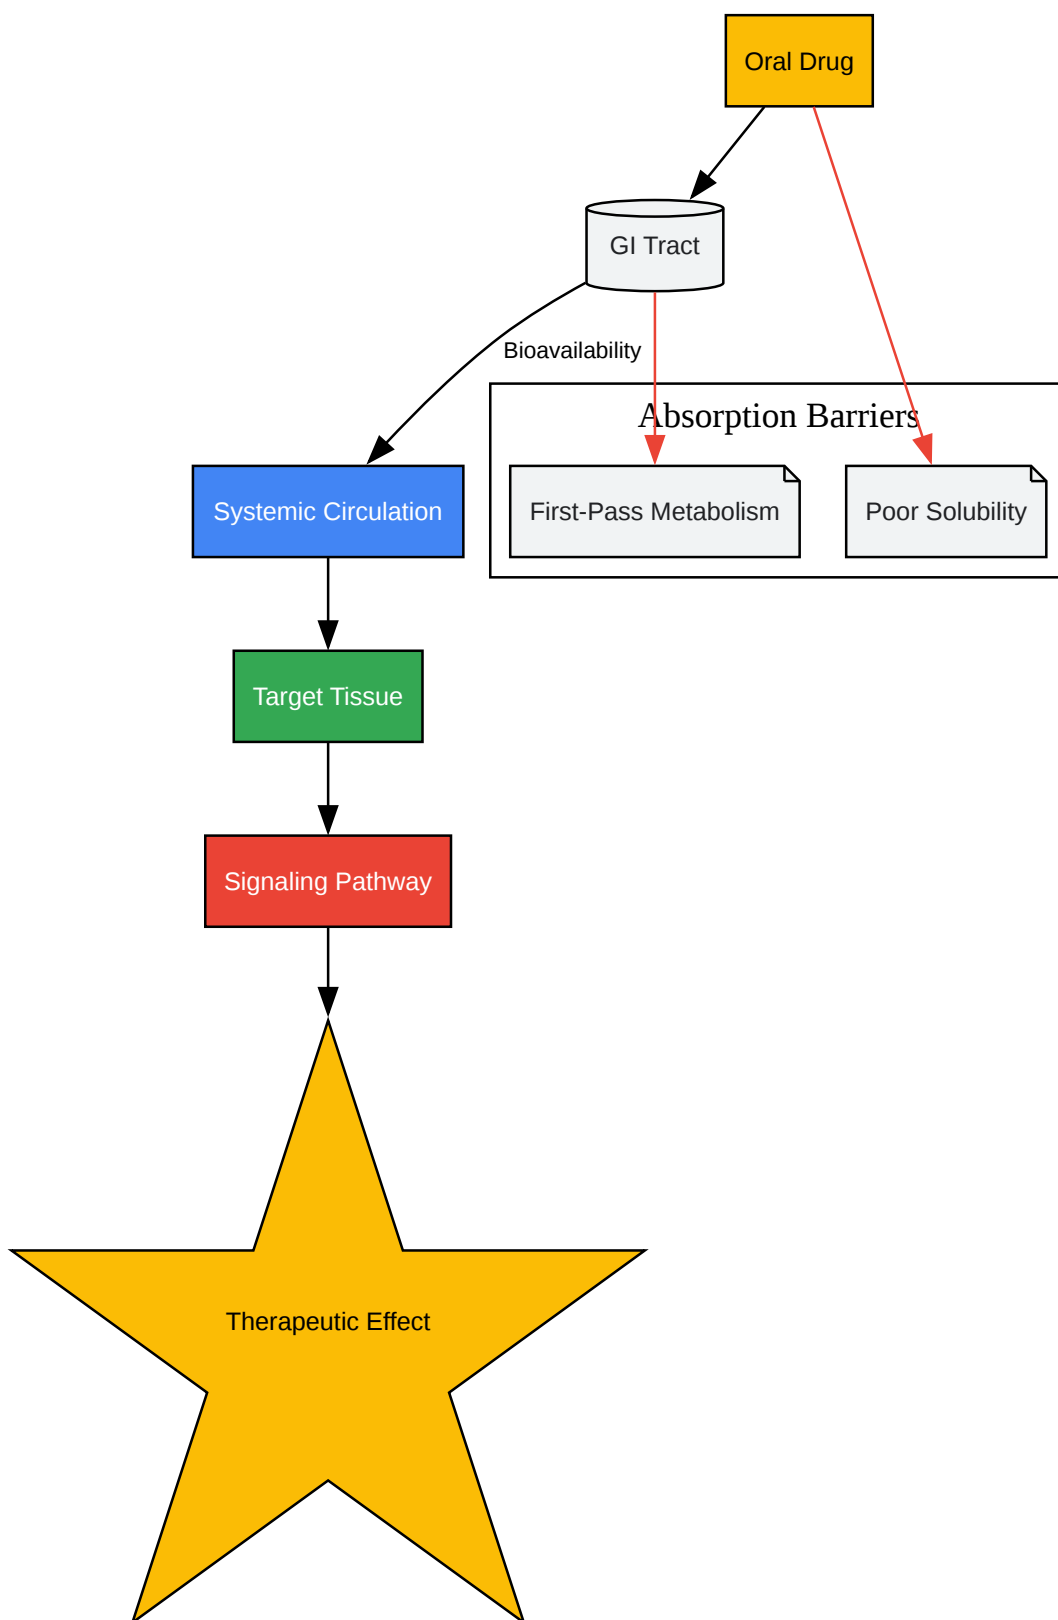 Oral Drug
GI Tract
Bioavailability
Absorption Barriers
Systemic Circulation
First-Pass Metabolism
Poor Solubility
Target Tissue
Signaling Pathway
Therapeutic Effect